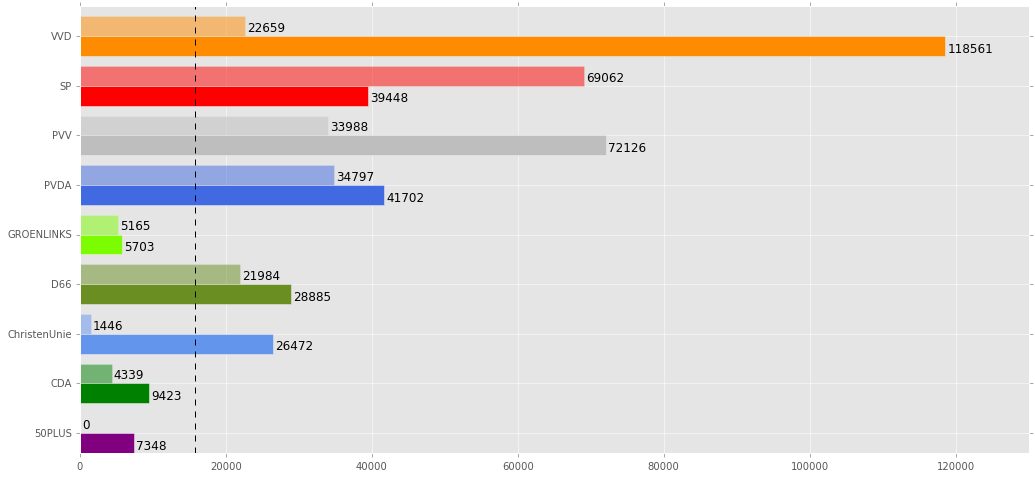 22659
VVD
118561
69062
SP
39448
33988
PVV
72126
34797
PVDA
41702
5165
GROENLINKS
5703
21984
D66
28885
1446
ChristenUnie
26472
4339
CDA
9423
0
50PLUS
7348
0 20000 40000 60000 80000 100000 120000